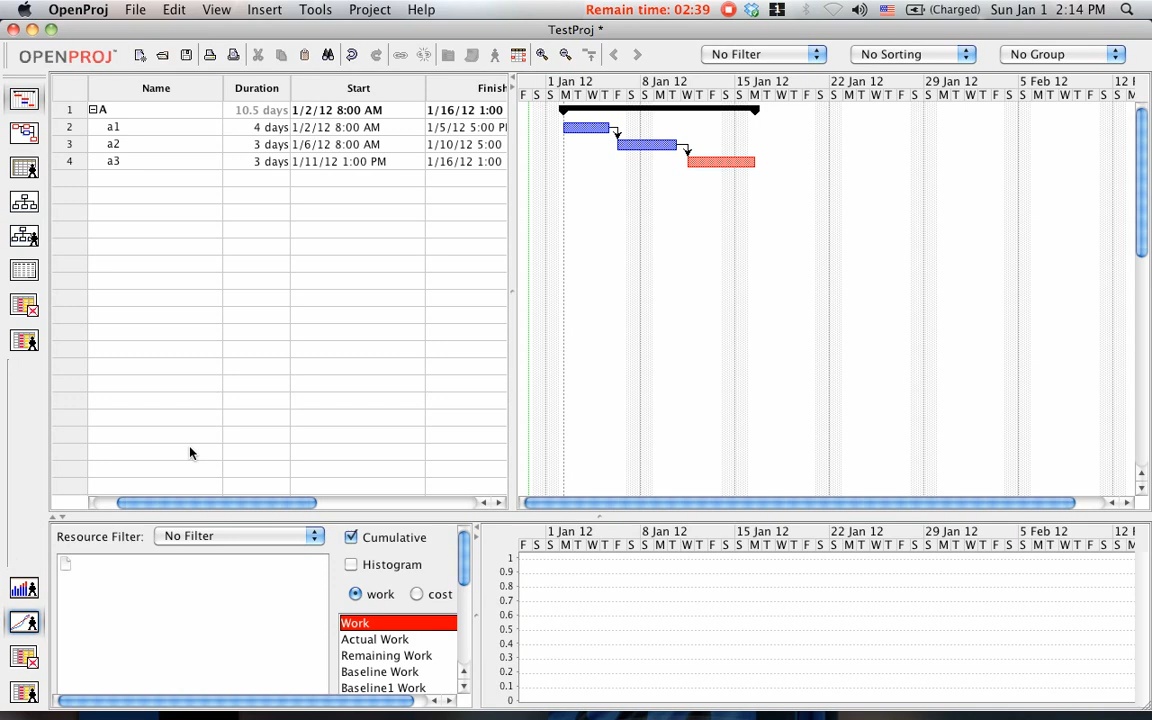 OpenProj File Edit View Insert Tools Project Help Remain time: 02:39 1 (Charged) Sun Jan 1 2:14 PM
TestProj *
OPENPROJ™ No Filter No Sorting No Group
Name Duration Start Finish
1 Jan 12 8 Jan 12 15 Jan 12 22 Jan 12 29 Jan 12 5 Feb 12 12 F
F S S M T W T F S S M T W T F S S M T W T F S S M T W T F S S M T W T F S S M T W T F S S M
1 A 10.5 days 1/2/12 8:00 AM 1/16/12 1:00
2 a1 4 days 1/2/12 8:00 AM 1/5/12 5:00 P
3 a2 3 days 1/6/12 8:00 AM 1/10/12 5:00
4 a3 3 days 1/11/12 1:00 PM 1/16/12 1:00
Resource Filter: No Filter
Cumulative
Histogram
work cost
Work
Actual Work
Remaining Work
Baseline Work
Baseline1 Work
1 Jan 12 8 Jan 12 15 Jan 12 22 Jan 12 29 Jan 12 5 Feb 12 12 F
F S S M T W T F S S M T W T F S S M T W T F S S M T W T F S S M T W T F S S M T W T F S S M
1
0.9
0.8
0.7
0.6
0.5
0.4
0.3
0.2
0.1
0